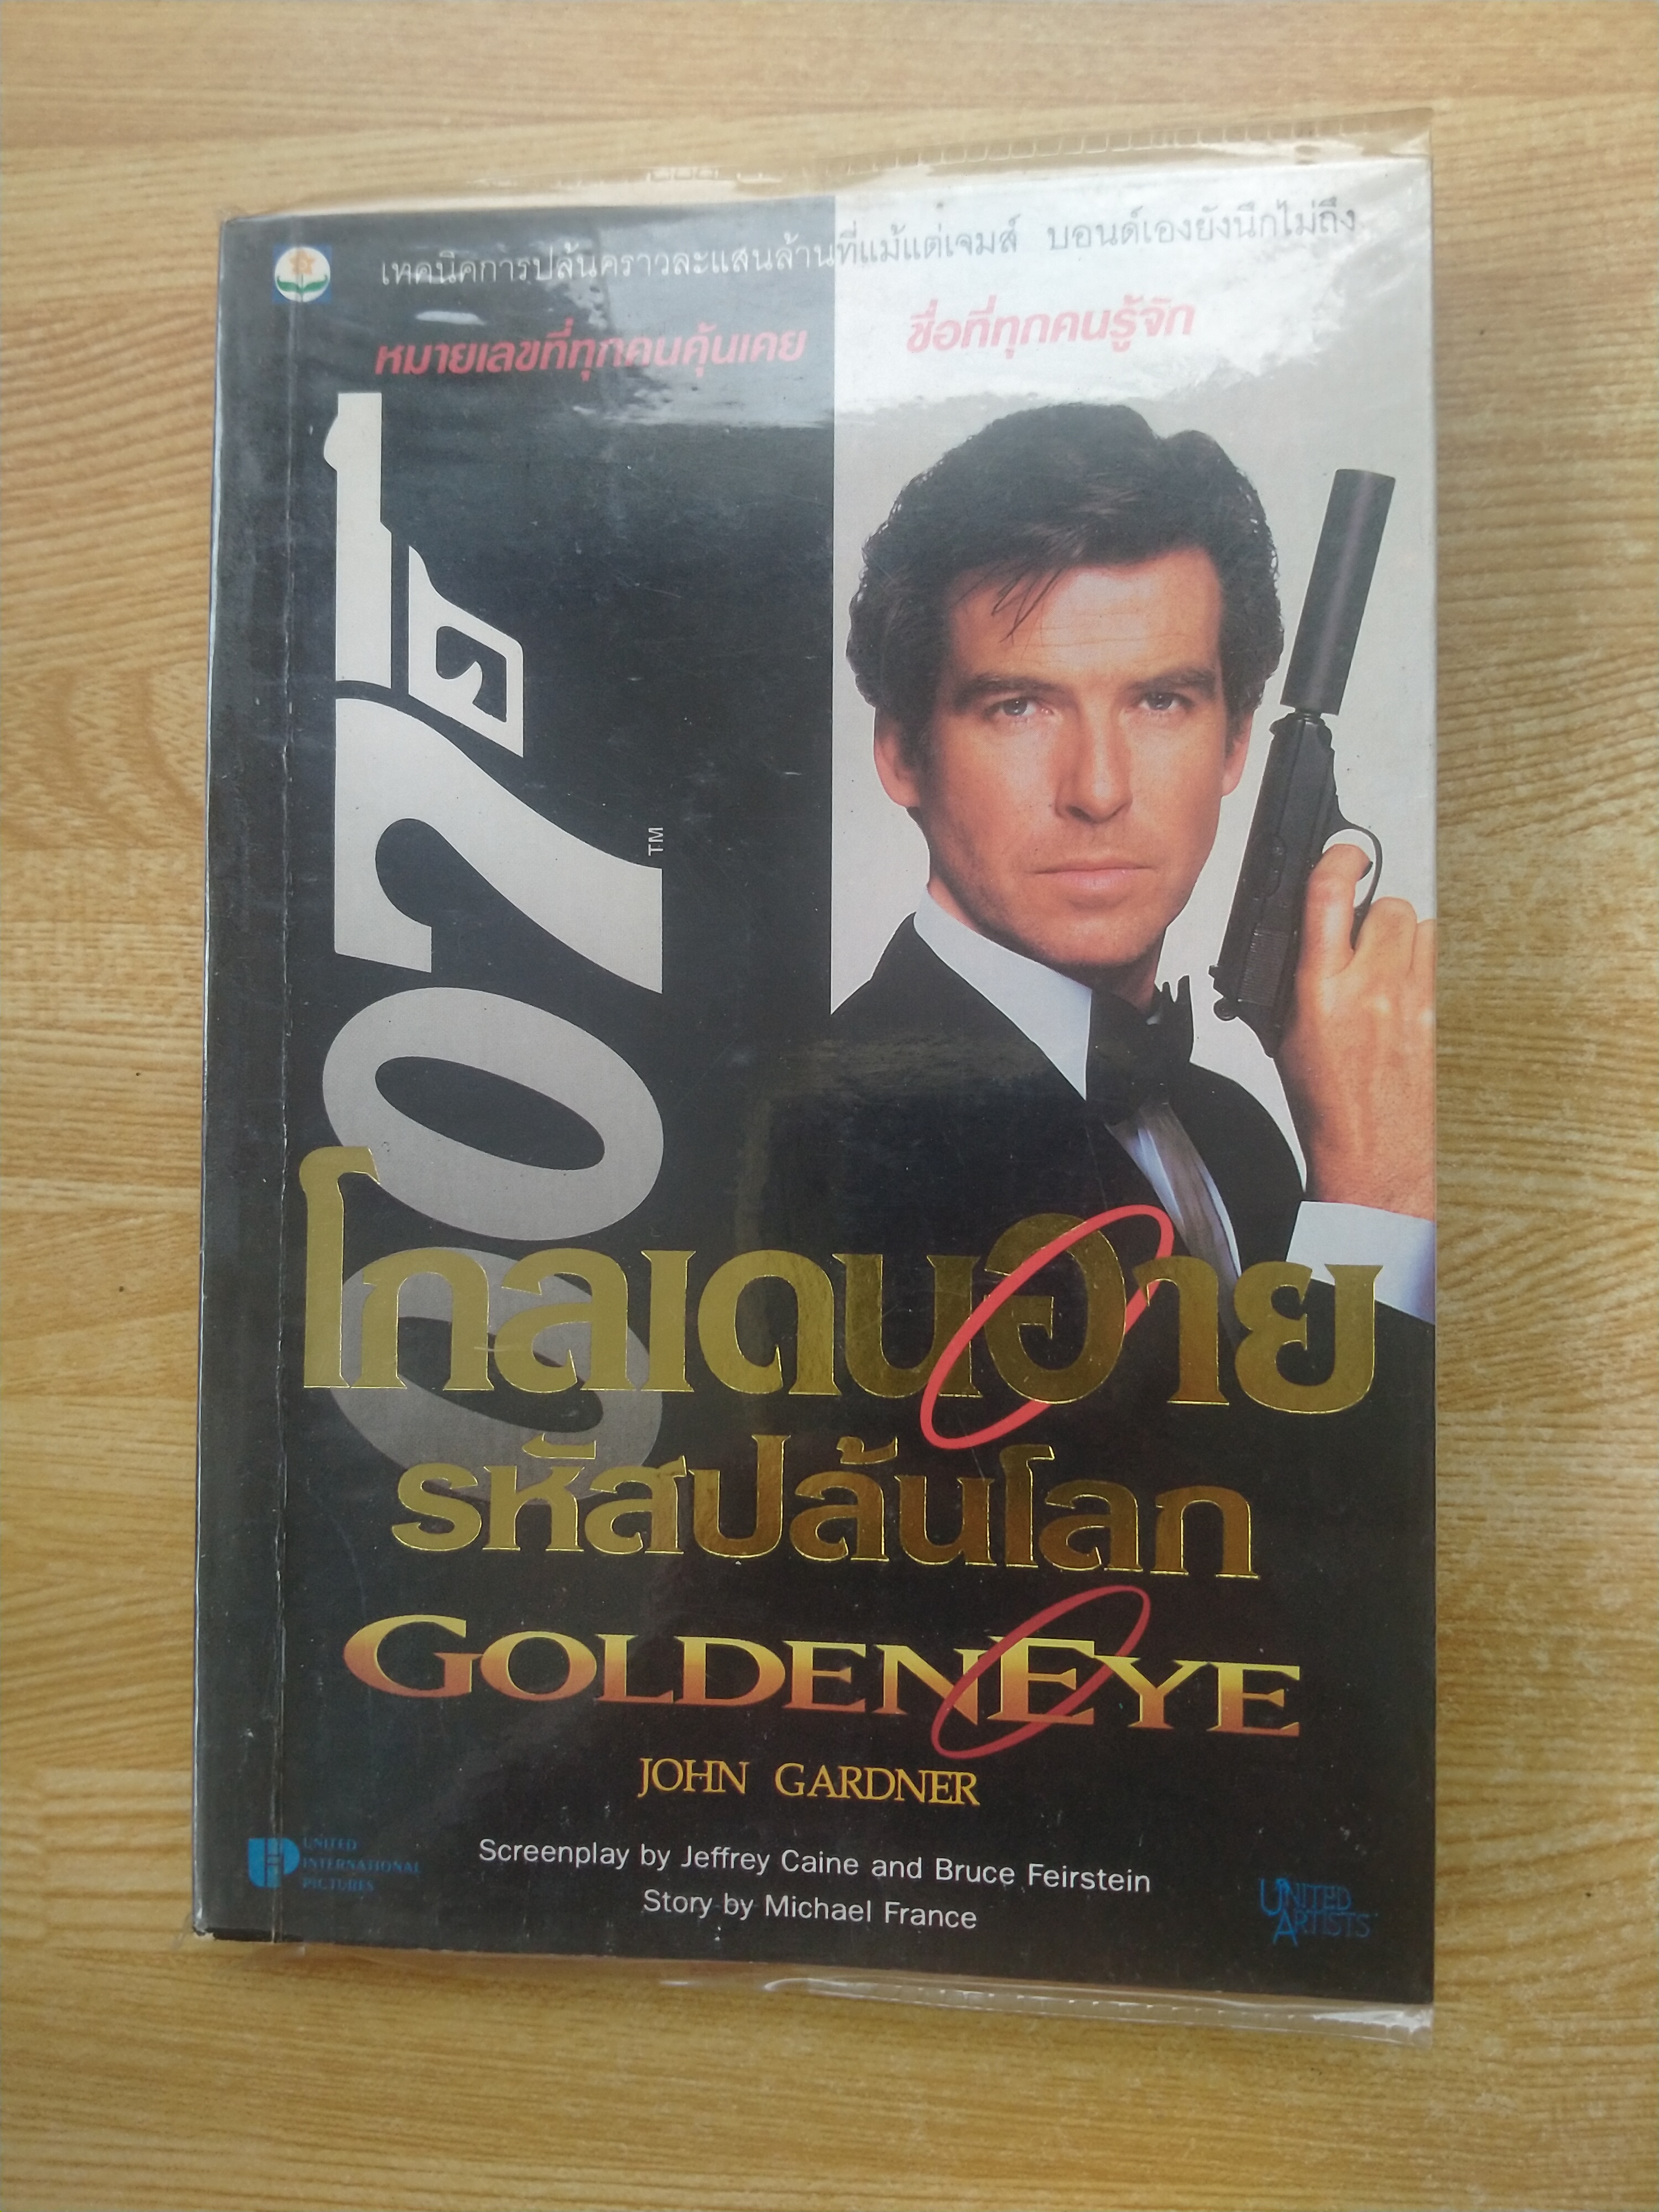 เทคนิคการปล้นคราวละแสนล้านที่แม้แต่เจมส์ บอนด์เองยังนึกไม่ถึง
หมายเลขที่ทุกคนคุ้นเคย ชื่อที่ทุกคนรู้จัก
007
TM
โกลเดนอาย
รหัสปล้นโลก
GOLDENEYE
JOHN GARDNER
Screenplay by Jeffrey Caine and Bruce Feirstein
Story by Michael France
UNITED
INTERNATIONAL
PICTURES
UNITED
ARTISTS